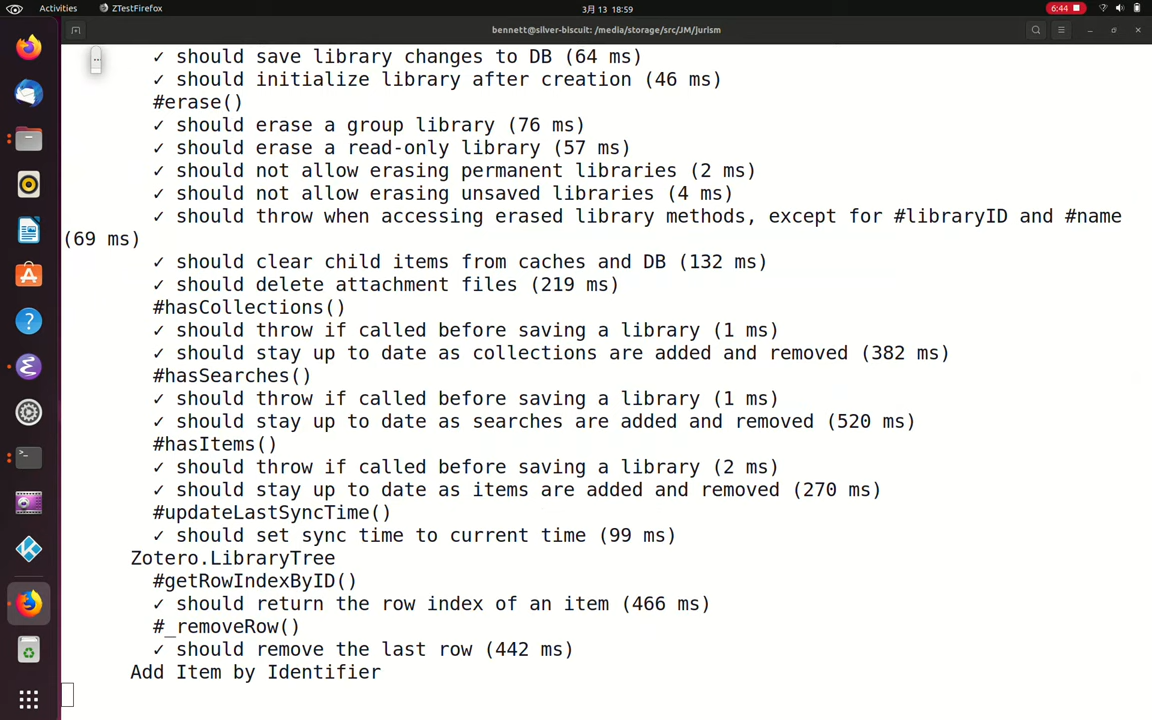 Activities
ZTestFirefox
3月 13 18:59
6:44
bennett@silver-biscuit: /media/storage/src/JM/jurism
✓ should save library changes to DB (64 ms)
✓ should initialize library after creation (46 ms)
#erase()
✓ should erase a group library (76 ms)
✓ should erase a read-only library (57 ms)
✓ should not allow erasing permanent libraries (2 ms)
✓ should not allow erasing unsaved libraries (4 ms)
✓ should throw when accessing erased library methods, except for #libraryID and #name
(69 ms)
✓ should clear child items from caches and DB (132 ms)
✓ should delete attachment files (219 ms)
#hasCollections()
✓ should throw if called before saving a library (1 ms)
✓ should stay up to date as collections are added and removed (382 ms)
#hasSearches()
✓ should throw if called before saving a library (1 ms)
✓ should stay up to date as searches are added and removed (520 ms)
#hasItems()
✓ should throw if called before saving a library (2 ms)
✓ should stay up to date as items are added and removed (270 ms)
#updateLastSyncTime()
✓ should set sync time to current time (99 ms)
Zotero.LibraryTree
#getRowIndexByID()
✓ should return the row index of an item (466 ms)
#_removeRow()
✓ should remove the last row (442 ms)
Add Item by Identifier